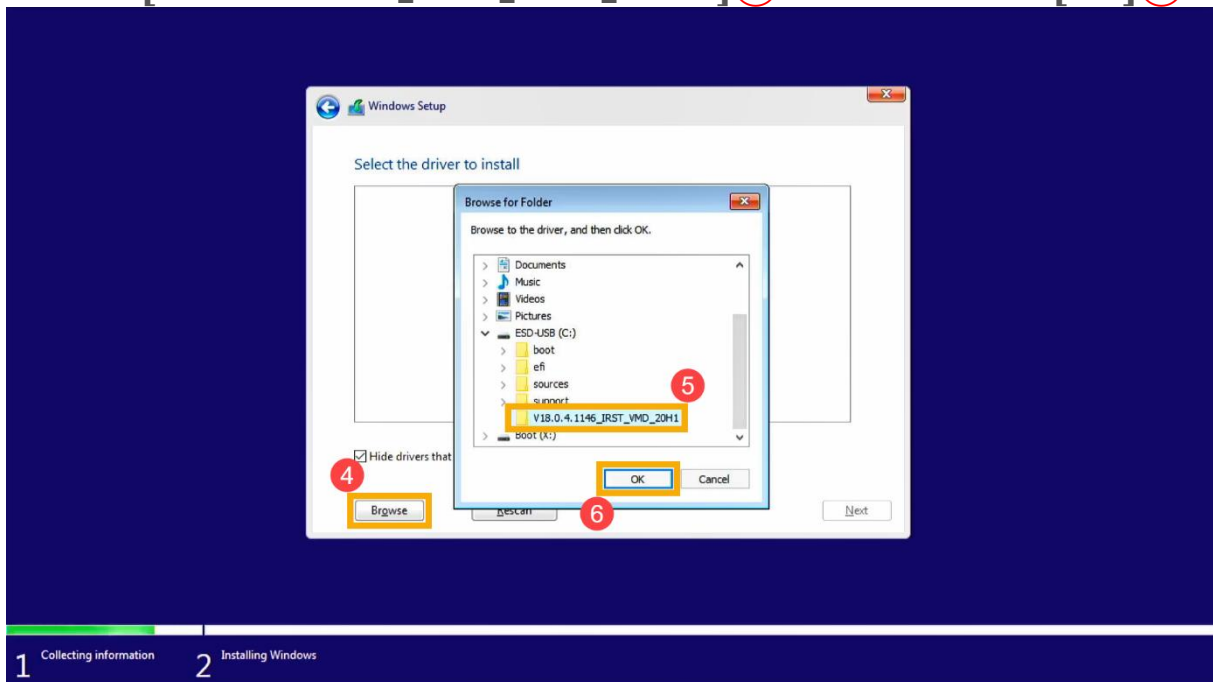 Windows Setup
Select the driver to install
Browse for Folder
Browse to the driver, and then click OK.
Documents
Music
Videos
Pictures
ESD-USB (C:)
boot
efi
sources
5
support
V18.0.4.1146_IRST_VMD_20H1
Boot (X:)
Hide drivers that
4
OK Cancel
Browse Rescan 6 Next
1 Collecting information 2 Installing Windows